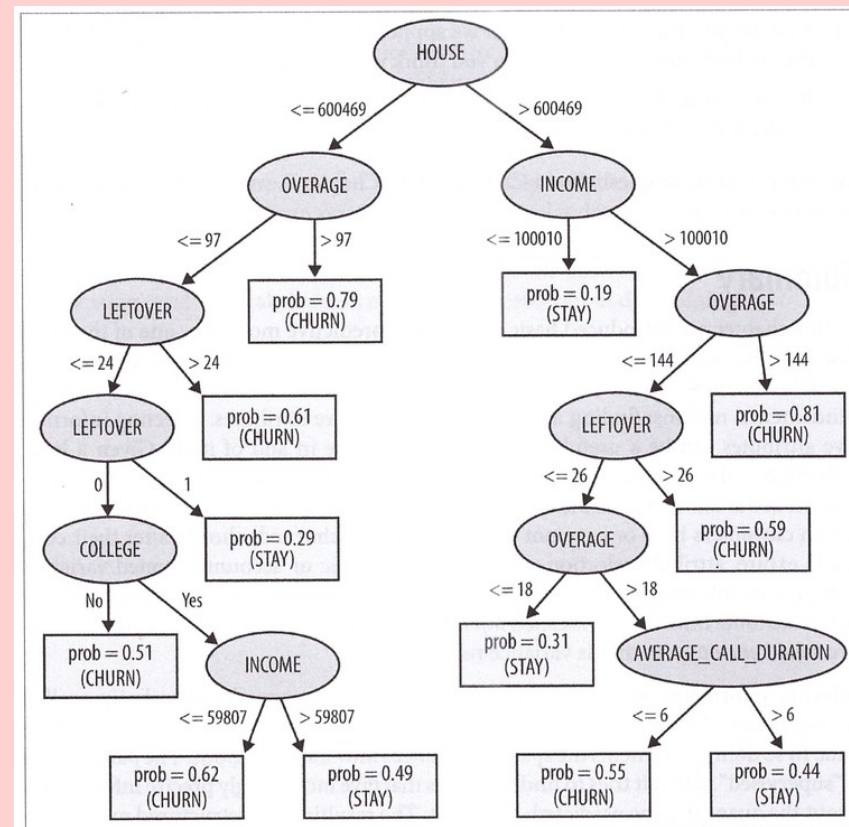 HOUSE
<= 600469 > 600469
OVERAGE INCOME
<= 97 > 97 <= 100010 > 100010
LEFTOVER prob = 0.79 prob = 0.19 OVERAGE
(CHURN) (STAY)
<= 24 > 24 <= 144 > 144
LEFTOVER prob = 0.61 LEFTOVER prob = 0.81
(CHURN) (CHURN)
0 1 <= 26 > 26
COLLEGE prob = 0.29 OVERAGE prob = 0.59
(STAY) (CHURN)
No Yes <= 18 > 18
prob = 0.51 INCOME prob = 0.31 AVERAGE_CALL_DURATION
(CHURN) (STAY)
<= 59807 > 59807 <= 6 > 6
prob = 0.62 prob = 0.49 prob = 0.55 prob = 0.44
(CHURN) (STAY) (CHURN) (STAY)